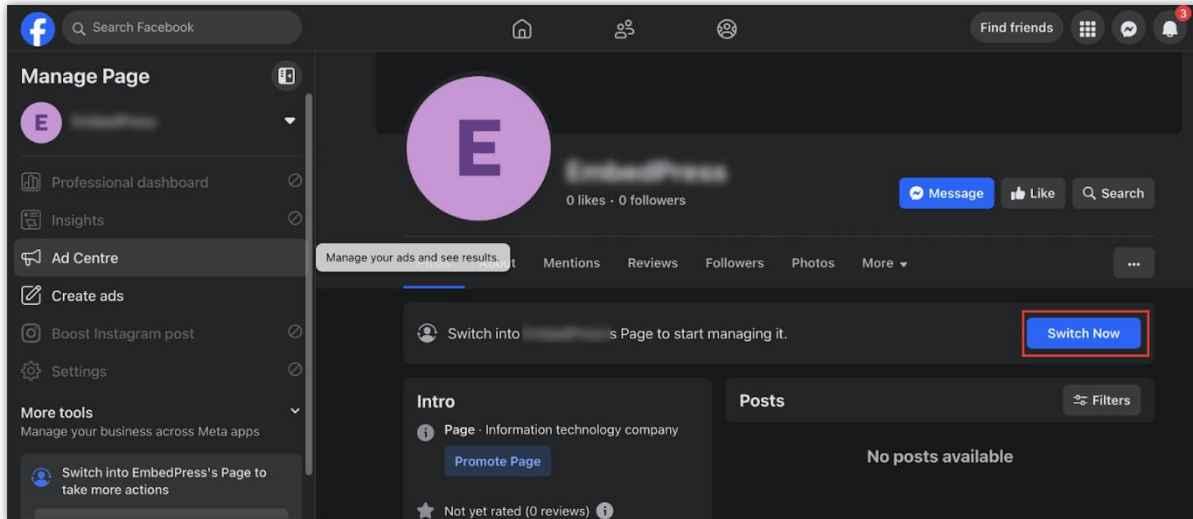 Search Facebook
Find friends
3
Manage Page
E
Professional dashboard
Insights
Ad Centre
Create ads
Boost Instagram post
Settings
More tools
Manage your business across Meta apps
Switch into EmbedPress's Page to
take more actions
E
EmbedPress
0 likes · 0 followers
Message
Like
Search
Manage your ads and see results.
Mentions
Reviews
Followers
Photos
More
Switch into
s Page to start managing it.
Switch Now
Intro
Page · Information technology company
Promote Page
Not yet rated (0 reviews)
Posts
Filters
No posts available